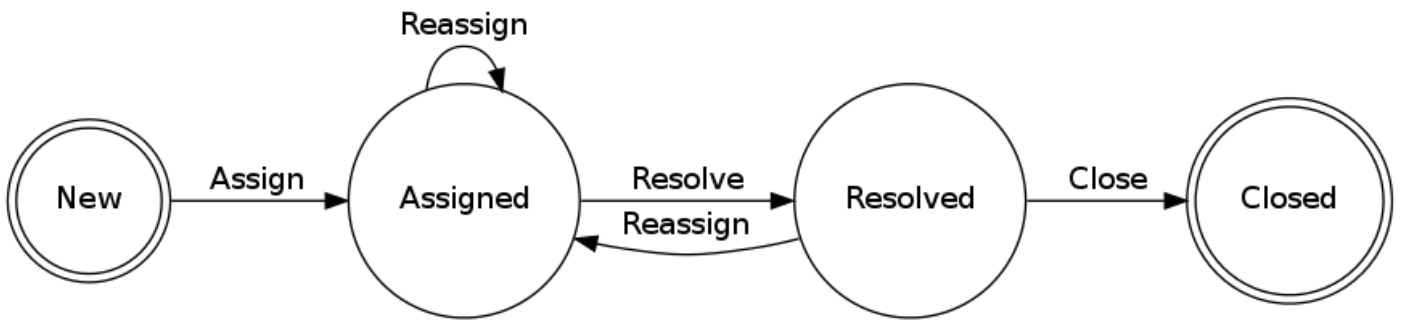 Reassign
New
Assign
Assigned
Resolve
Reassign
Resolved
Close
Closed